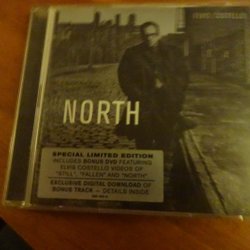 ELVIS COSTELLO
NORTH
SPECIAL LIMITED EDITION
INCLUDES BONUS DVD FEATURING
ELVIS COSTELLO VIDEOS OF
"STILL", "FALLEN" AND "NORTH"
EXCLUSIVE DIGITAL DOWNLOAD OF
BONUS TRACK — DETAILS INSIDE